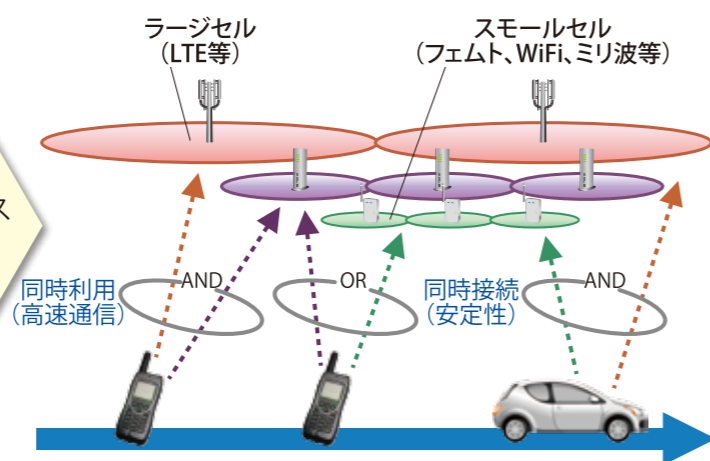 ラージセル
（LTE等）
スモールセル
（フェムト、WiFi、ミリ波等）
ス
同時利用
（高速通信）
AND
OR
同時接続
（安定性）
AND